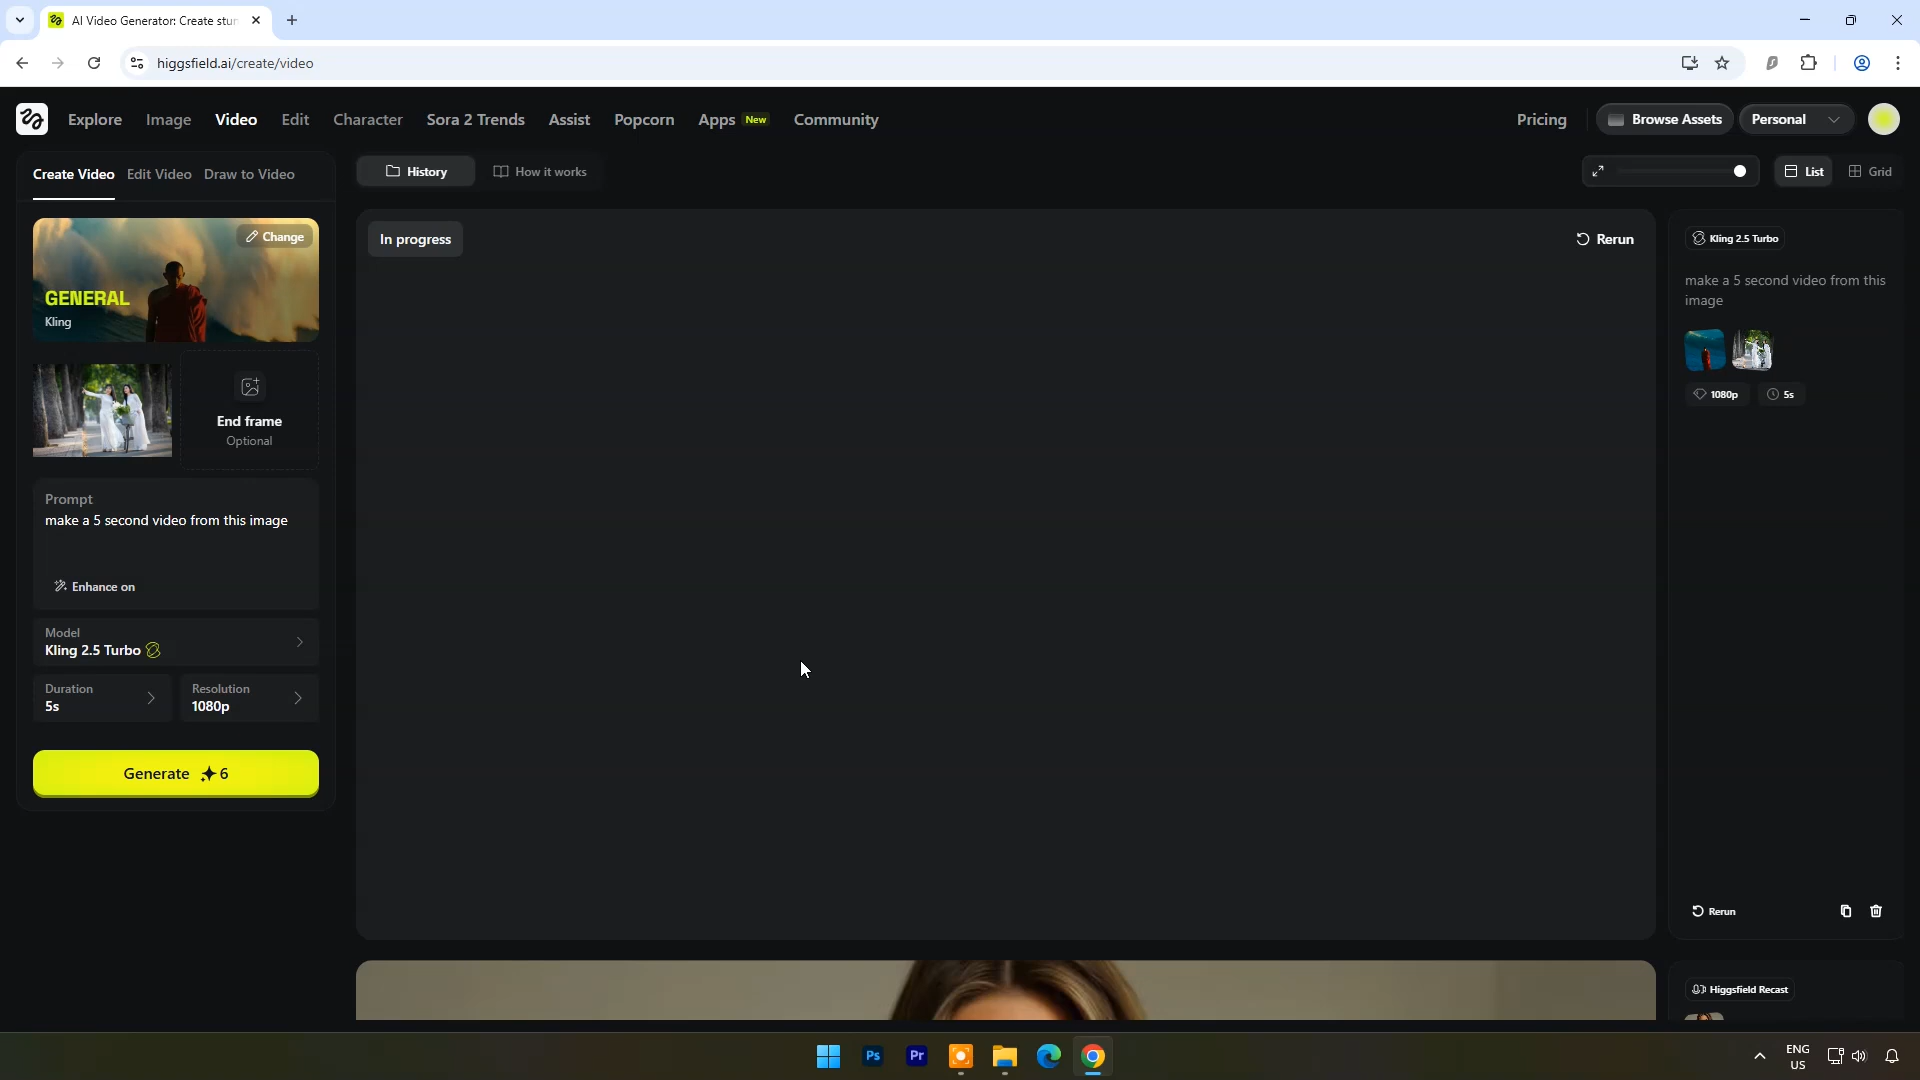 AI Video Generator: Create stun
higgsfield.ai/create/video
Explore
Image
Video
Edit
Character
Sora 2 Trends
Assist
Popcorn
Apps New
Community
Pricing
Browse Assets
Personal
Create Video
Edit Video
Draw to Video
History
How it works
List
Grid
Change
GENERAL
Kling
End frame
Optional
Prompt
make a 5 second video from this image
Enhance on
Model
Kling 2.5 Turbo
Duration
5s
Resolution
1080p
Generate 6
In progress
Rerun
Kling 2.5 Turbo
make a 5 second video from this
image
1080p
5s
Rerun
Higgsfield Recast
Ps
Pr
ENG
US